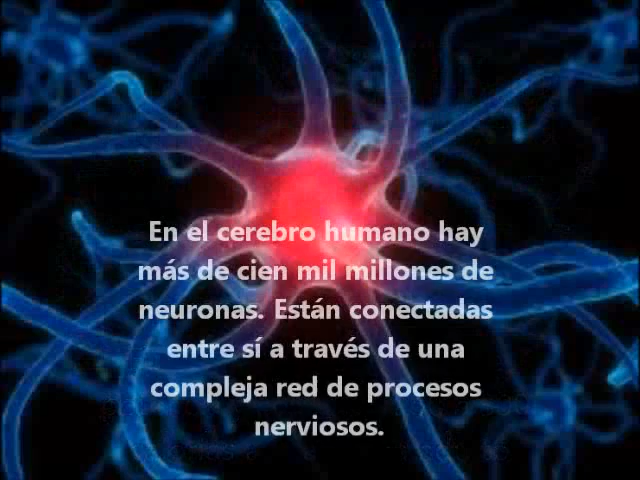 En el cerebro humano hay
más de cien mil millones de
neuronas. Están conectadas
entre sí a través de una
compleja red de procesos
nerviosos.